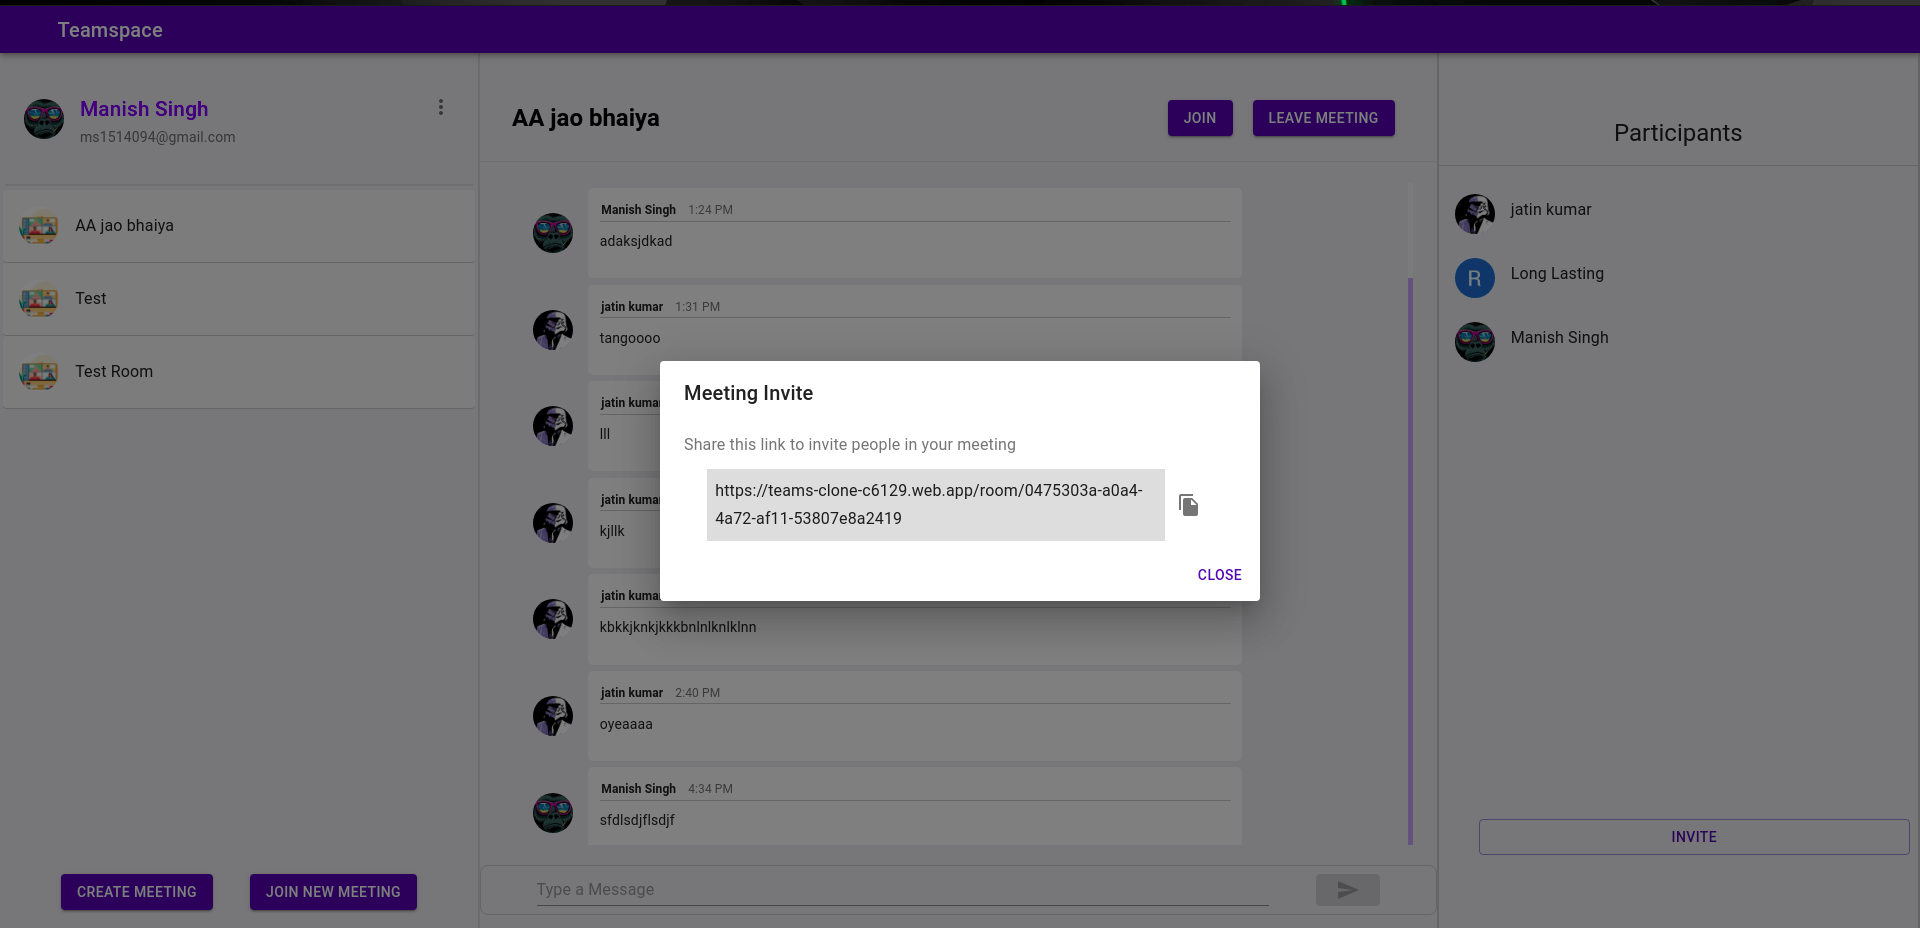 Teamspace
Manish Singh
ms1514094@gmail.com
AA jao bhaiya
Test
Test Room
CREATE MEETING
JOIN NEW MEETING
AA jao bhaiya
JOIN
LEAVE MEETING
Manish Singh 1:24 PM
adaksjdkad
jatin kumar 1:31 PM
tangoooo
jatin kuma
lll
jatin kuma
kjllk
jatin kuma
kbkkjknkjkkkbnlnlknlklnn
jatin kumar 2:40 PM
oyeaaaa
Manish Singh 4:34 PM
sfdlsdjflsdjf
Type a Message
Meeting Invite
Share this link to invite people in your meeting
https://teams-clone-c6129.web.app/room/0475303a-a0a4-
4a72-af11-53807e8a2419
CLOSE
Participants
jatin kumar
R
Long Lasting
Manish Singh
INVITE